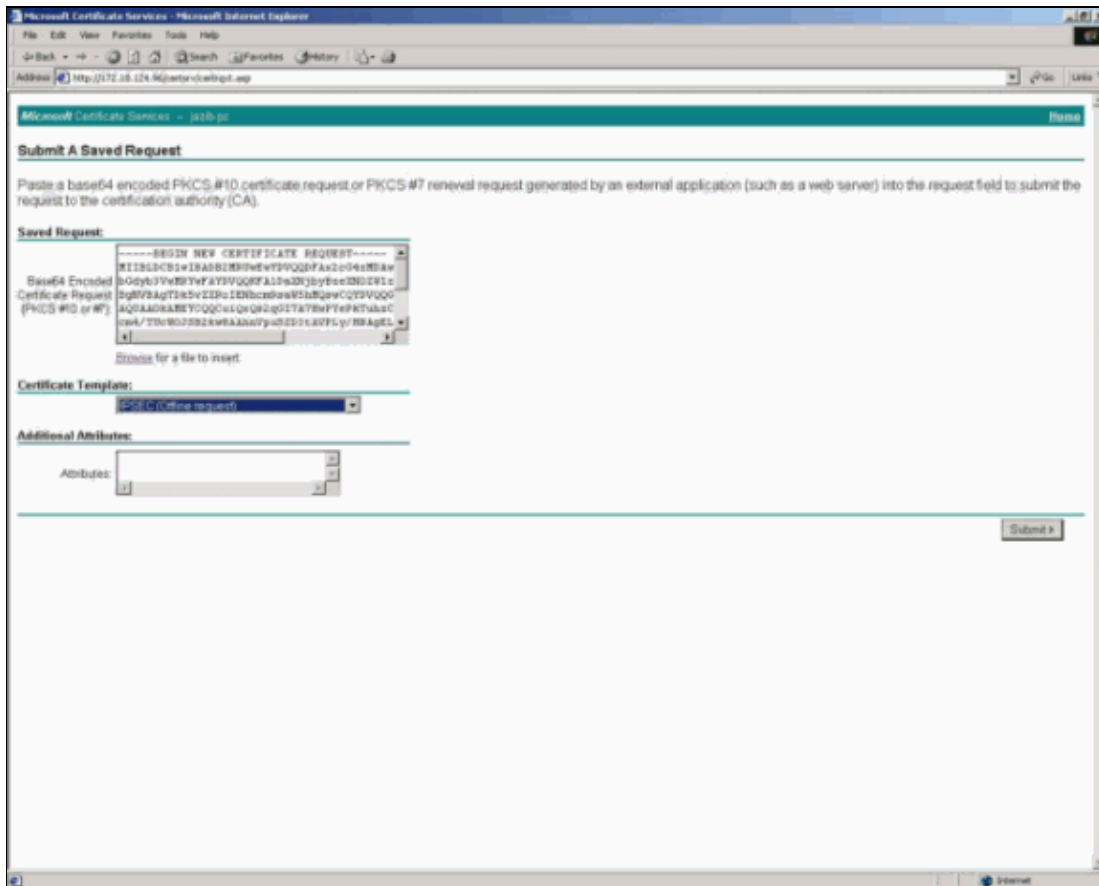 Microsoft Certificate Services - Microsoft Internet Explorer
File Edit View Favorites Tools Help
Back Search Favorites History
Address Go Links
Microsoft Certificate Services -- jazib-pc Home
Submit A Saved Request
Paste a base64 encoded PKCS #10 certificate request or PKCS #7 renewal request generated by an external application (such as a web server) into the request field to submit the
request to the certification authority (CA).
Saved Request:
-----BEGIN NEW CERTIFICATE REQUEST-----
Base64 Encoded
Certificate Request
(PKCS #10 or #7):
Browse for a file to insert.
Certificate Template:
IPSEC (Offline request)
Additional Attributes:
Attributes:
Submit >
Internet